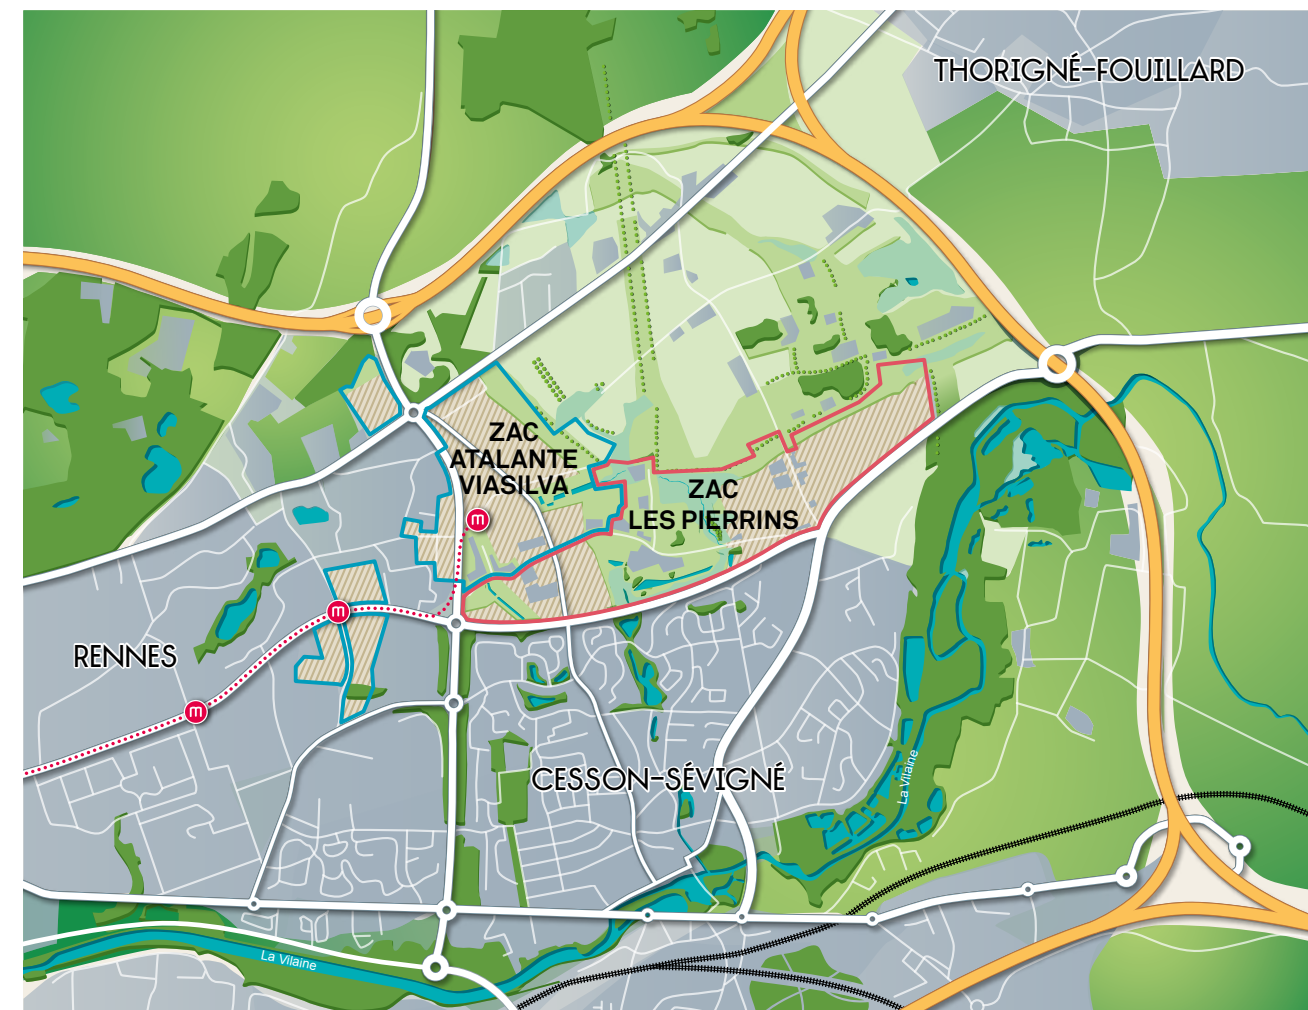 THORIGNÉ-FOUILLARD
ZAC
ATALANTE
VIASILVA
ZAC
LES PIERRINS
m
m
m
RENNES
CESSON-SÉVIGNÉ
La Vilaine
La Vilaine